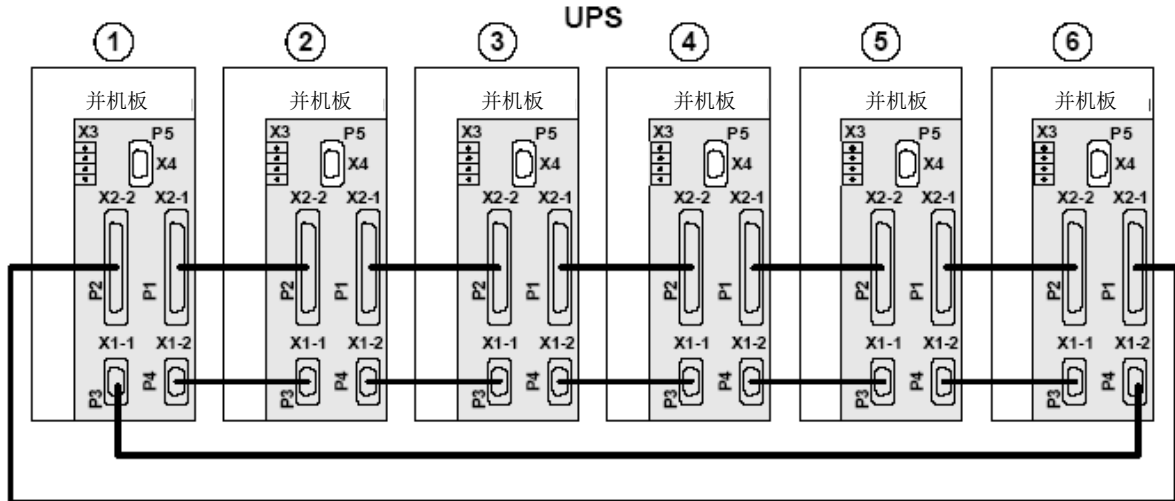 UPS
① ② ③ ④ ⑤ ⑥
并机板 并机板 并机板 并机板 并机板 并机板
X3 P5 X3 P5 X3 P5 X3 P5 X3 P5 X3 P5
X4 X4 X4 X4 X4 X4
X2-2 X2-1 X2-2 X2-1 X2-2 X2-1 X2-2 X2-1 X2-2 X2-1 X2-2 X2-1
P2 P1 P2 P1 P2 P1 P2 P1 P2 P1 P2 P1
X1-1 X1-2 X1-1 X1-2 X1-1 X1-2 X1-1 X1-2 X1-1 X1-2 X1-1 X1-2
P3 P4 P3 P4 P3 P4 P3 P4 P3 P4 P3 P4